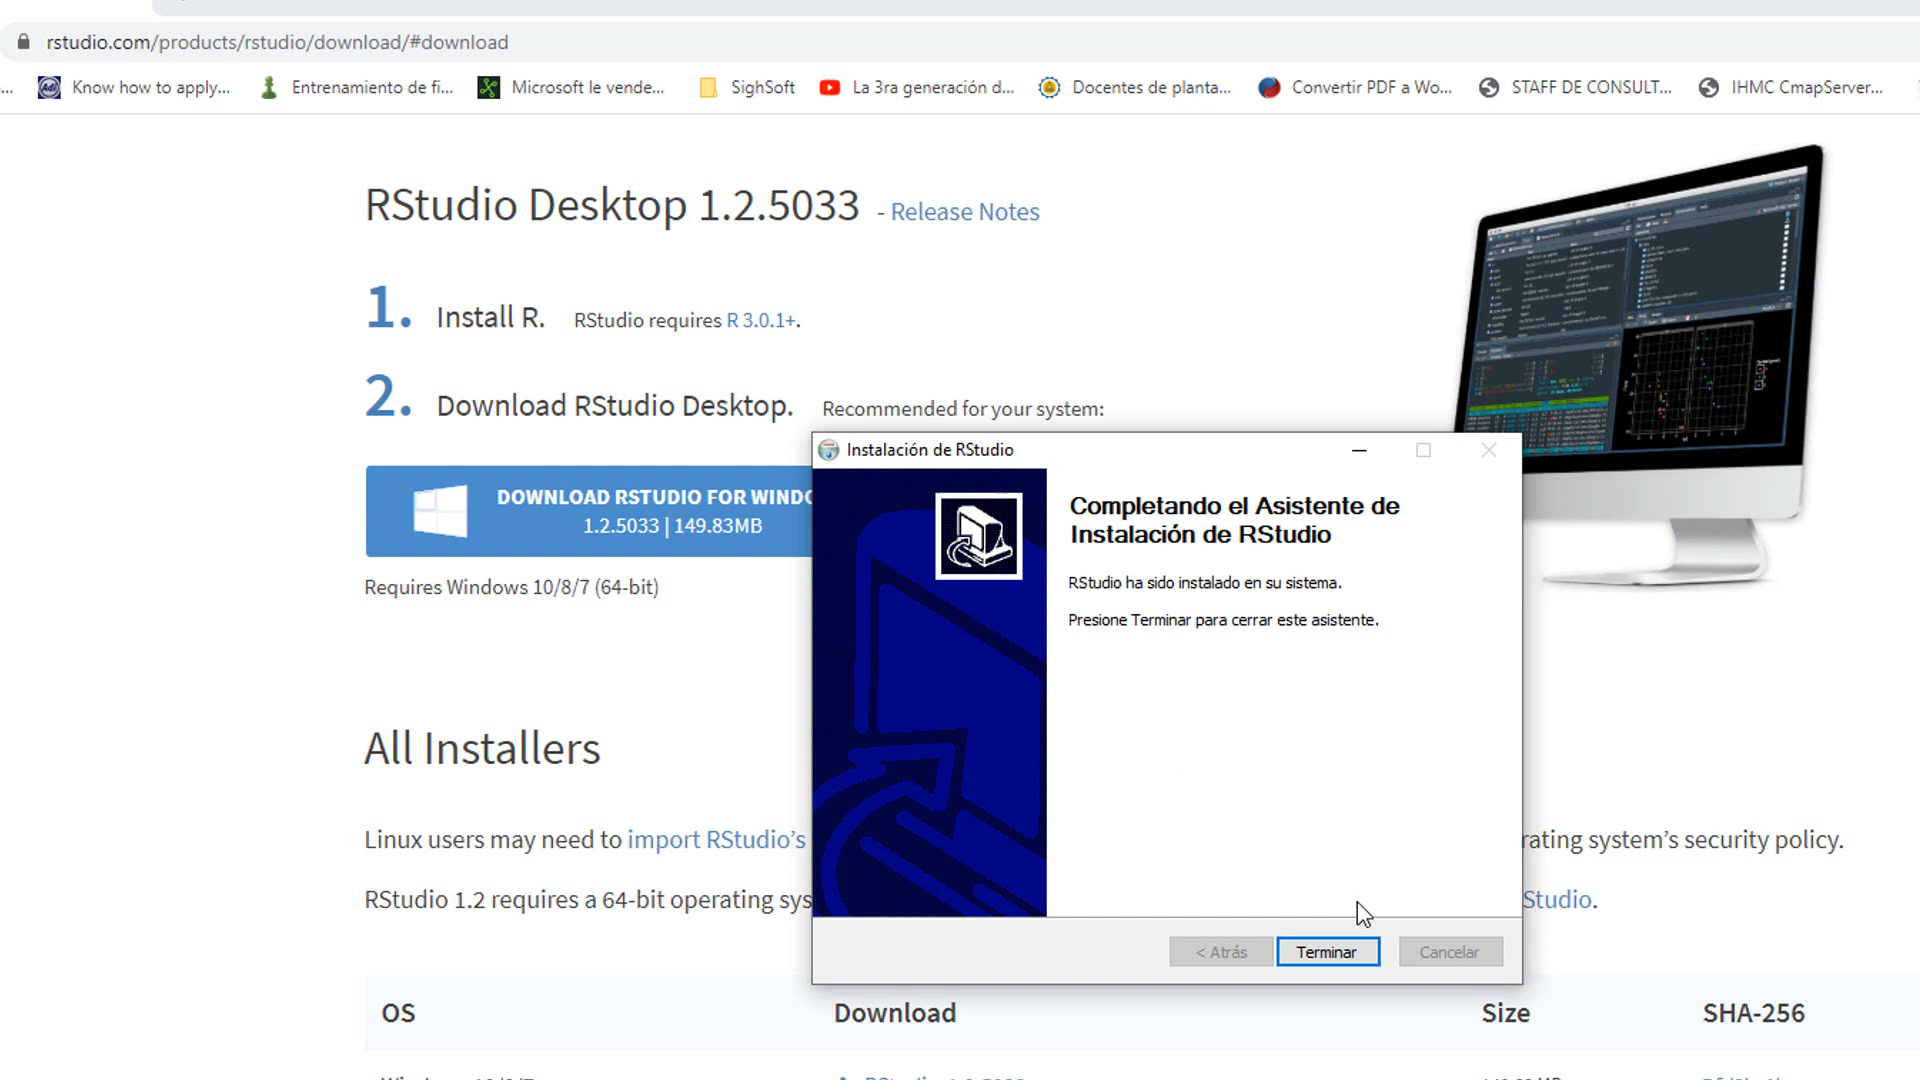 rstudio.com/products/rstudio/download/#download
... Know how to apply... Entrenamiento de fi... Microsoft le vende... SighSoft La 3ra generación d... Docentes de planta... Convertir PDF a Wo... STAFF DE CONSULT... IHMC CmapServer...
RStudio Desktop 1.2.5033 - Release Notes
1. Install R. RStudio requires R 3.0.1+.
2. Download RStudio Desktop. Recommended for your system:
DOWNLOAD RSTUDIO FOR WINDO
1.2.5033 | 149.83MB
Requires Windows 10/8/7 (64-bit)
Instalación de RStudio
Completando el Asistente de
Instalación de RStudio
RStudio ha sido instalado en su sistema.
Presione Terminar para cerrar este asistente.
< Atrás Terminar Cancelar
All Installers
Linux users may need to import RStudio's rating system's security policy.
RStudio 1.2 requires a 64-bit operating sys Studio.
OS Download Size SHA-256